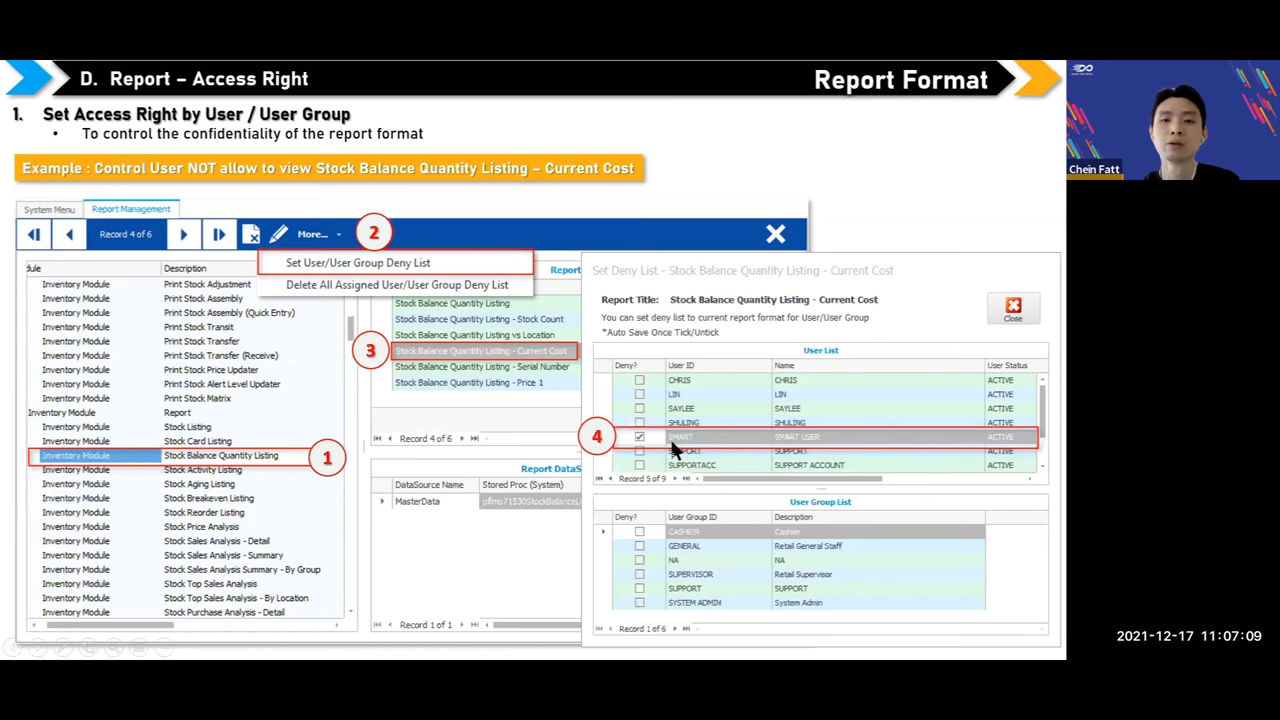 D. Report – Access Right
Report Format
1. Set Access Right by User / User Group
• To control the confidentiality of the report format
Example : Control User NOT allow to view Stock Balance Quantity Listing – Current Cost
Chein Fatt
System Menu
Report Management
Record 4 of 6
More...
2
Set User/User Group Deny List
Delete All Assigned User/User Group Deny List
dule Description
Inventory Module Print Stock Adjustment
Inventory Module Print Stock Assembly
Inventory Module Print Stock Assembly (Quick Entry)
Inventory Module Print Stock Transit
Inventory Module Print Stock Transfer
Inventory Module Print Stock Transfer (Receive)
Inventory Module Print Stock Price Updater
Inventory Module Print Stock Alert Level Updater
Inventory Module Print Stock Matrix
Inventory Module Report
Inventory Module Stock Listing
Inventory Module Stock Card Listing
Inventory Module Stock Balance Quantity Listing
1
Inventory Module Stock Activity Listing
Inventory Module Stock Aging Listing
Inventory Module Stock Breakeven Listing
Inventory Module Stock Reorder Listing
Inventory Module Stock Price Analysis
Inventory Module Stock Sales Analysis - Detail
Inventory Module Stock Sales Analysis - Summary
Inventory Module Stock Sales Analysis Summary - By Group
Inventory Module Stock Top Sales Analysis
Inventory Module Stock Top Sales Analysis - By Location
Inventory Module Stock Purchase Analysis - Detail
Report
Stock Balance Quantity Listing
Stock Balance Quantity Listing - Stock Count
Stock Balance Quantity Listing vs Location
3
Stock Balance Quantity Listing - Current Cost
Stock Balance Quantity Listing - Serial Number
Stock Balance Quantity Listing - Price 1
Record 4 of 6
Report DataS
DataSource Name Stored Proc (System)
MasterData pfms71530StockBalanceLi
Record 1 of 1
Set Deny List - Stock Balance Quantity Listing - Current Cost
Report Title: Stock Balance Quantity Listing - Current Cost
You can set deny list to current report format for User/User Group
*Auto Save Once Tick/Untick
Close
User List
Deny? User ID Name User Status
CHRIS CHRIS ACTIVE
LIN LIN ACTIVE
SAYLEE SAYLEE ACTIVE
SHULING SHULING ACTIVE
4
SMART SMART USER ACTIVE
SUPPORT SUPPORT ACTIVE
SUPPORTACC SUPPORT ACCOUNT ACTIVE
Record 5 of 9
User Group List
Deny? User Group ID Description
CASHIER Cashier
GENERAL Retail General Staff
NA NA
SUPERVISOR Retail Supervisor
SUPPORT SUPPORT
SYSTEM ADMIN System Admin
Record 1 of 6
2021-12-17 11:07:09